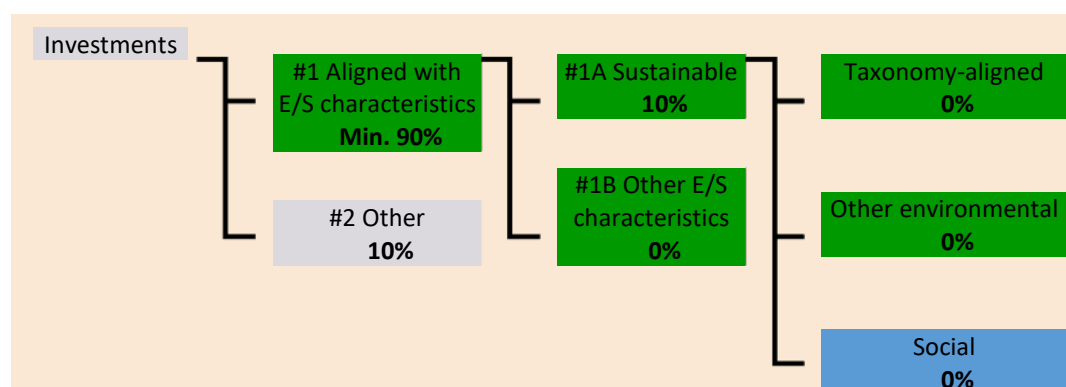 Investments
#1 Aligned with
E/S characteristics
Min. 90%
#2 Other
10%
#1A Sustainable
10%
#1B Other E/S
characteristics
0%
Taxonomy-aligned
0%
Other environmental
0%
Social
0%